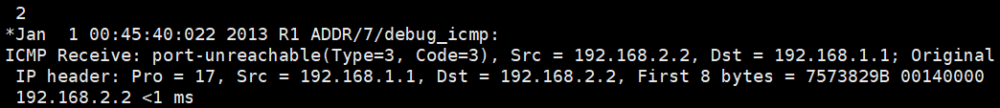 2
*Jan  1 00:45:40:022 2013 R1 ADDR/7/debug_icmp:
ICMP Receive: port-unreachable(Type=3, Code=3), Src = 192.168.2.2, Dst = 192.168.1.1; Original
IP header: Pro = 17, Src = 192.168.1.1, Dst = 192.168.2.2, First 8 bytes = 7573829B 00140000
192.168.2.2 <1 ms